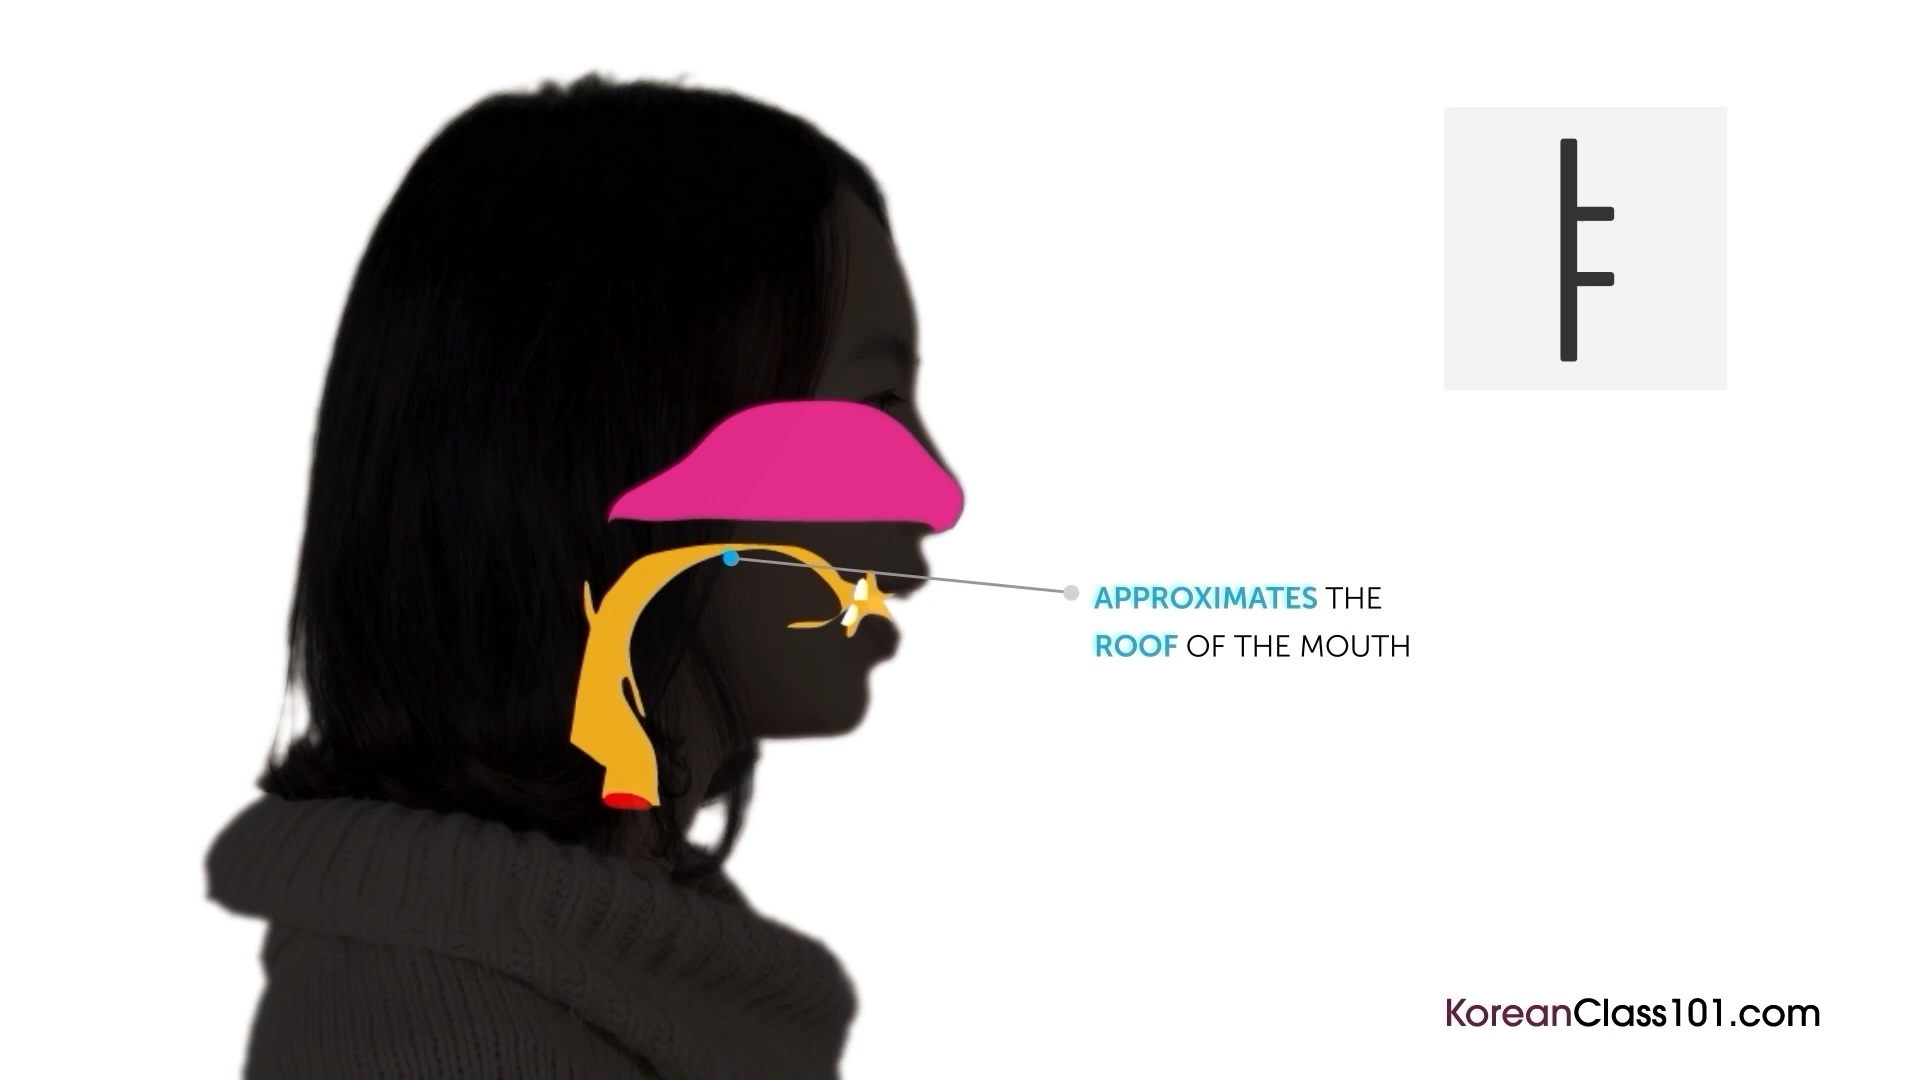 ㅑ
APPROXIMATES THE
ROOF OF THE MOUTH
KoreanClass101.com